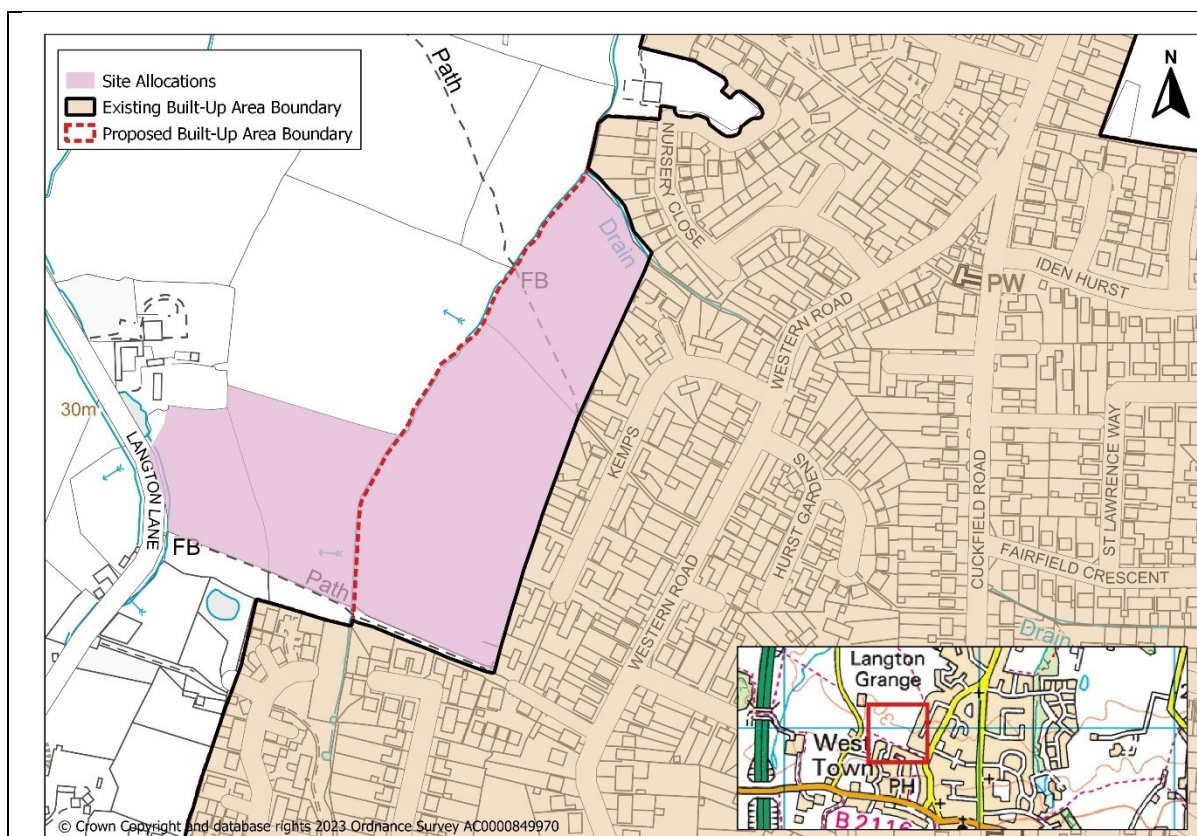 Site Allocations
Existing Built-Up Area Boundary
Proposed Built-Up Area Boundary
Path
N
NURSERY CLOSE
Drain
FB
WESTERN ROAD
PW
IDEN HURST
30m
LANGTON LANE
KEMPS
HURST GARDENS
CUCKFIELD ROAD
ST LAWRENCE WAY
FB
Path
WESTERN ROAD
FAIRFIELD CRESCENT
Drain
Langton
Grange
West
Town
PH
B2116
© Crown Copyright and database rights 2023 Ordnance Survey AC0000849970